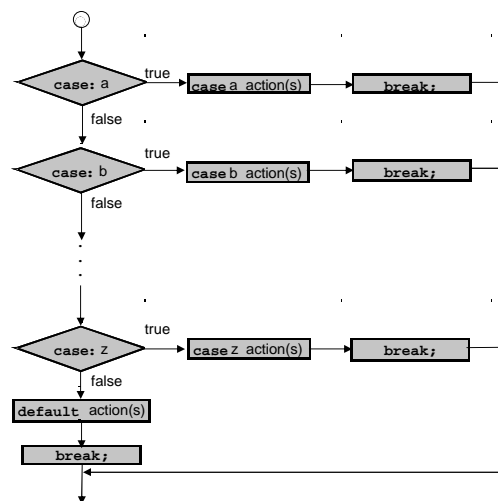 true
case: a
case a action(s)
break;
false
true
case: b
case b action(s)
break;
false
true
case: z
case z action(s)
break;
false
default action(s)
break;